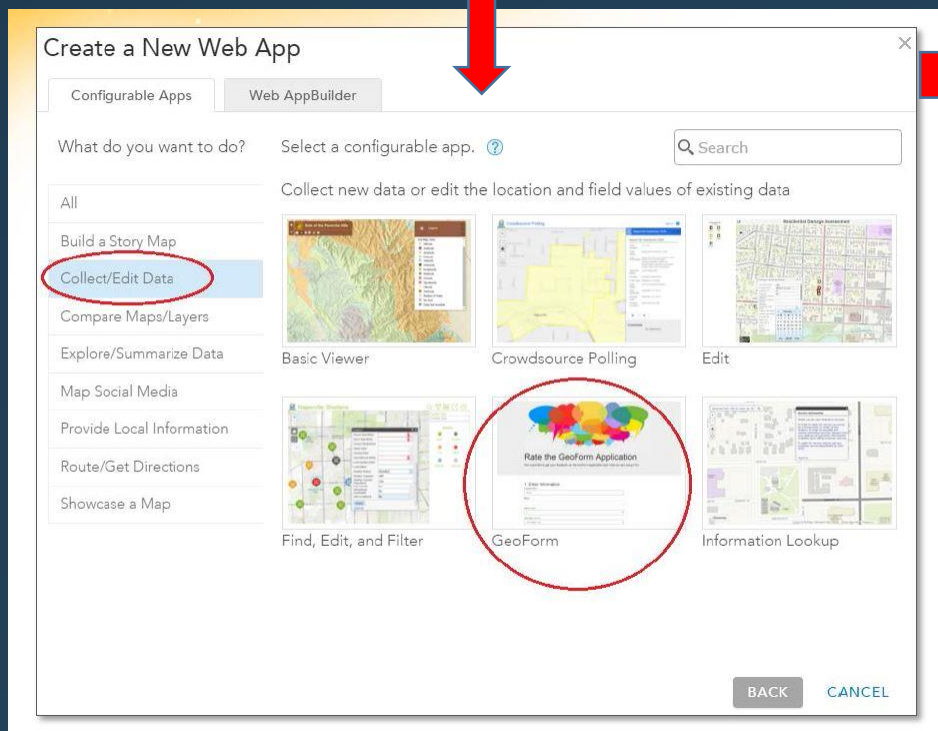 Create a New Web App
Configurable Apps
Web AppBuilder
What do you want to do?
Select a configurable app.
?
Search
All
Build a Story Map
Collect/Edit Data
Compare Maps/Layers
Explore/Summarize Data
Map Social Media
Provide Local Information
Route/Get Directions
Showcase a Map
Collect new data or edit the location and field values of existing data
Basic Viewer
Crowdsource Polling
Residential Damage Assessment
Edit
Find, Edit, and Filter
Rate the GeoForm Application
GeoForm
Information Lookup
BACK
CANCEL